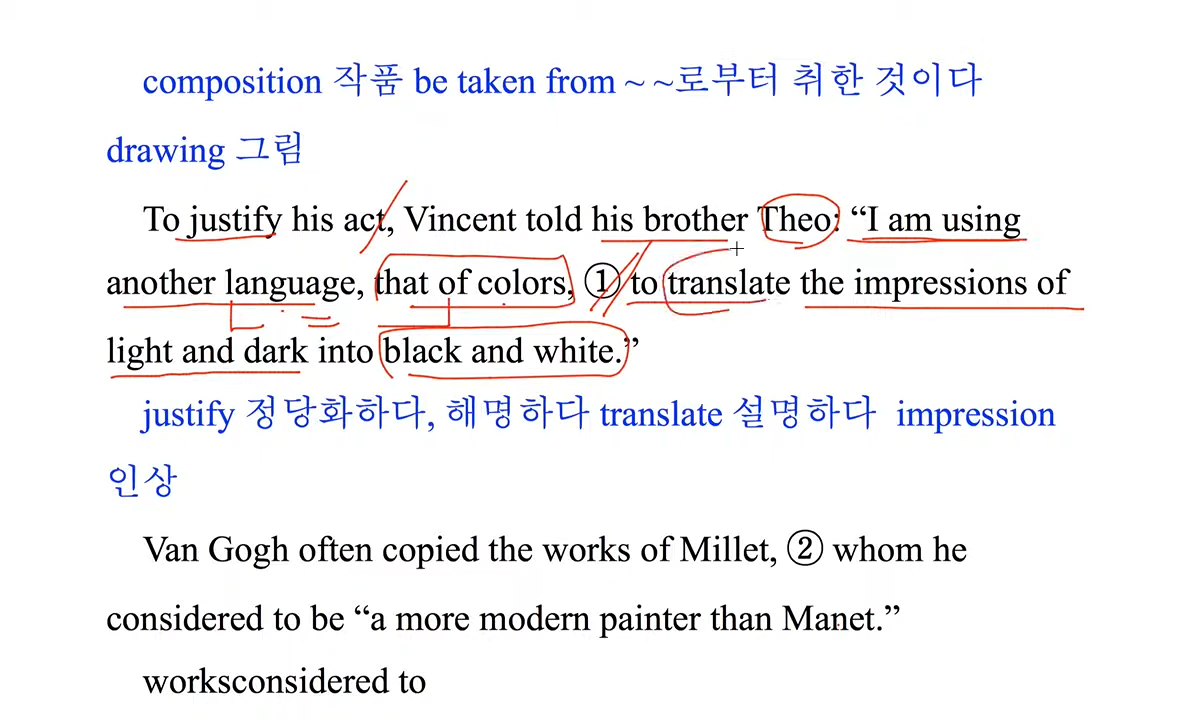 composition 작품 be taken from ~ ~로부터 취한 것이다
drawing 그림
To justify his act, Vincent told his brother Theo: “I am using
another language, that of colors, ① to translate the impressions of
light and dark into black and white.”
justify 정당화하다, 해명하다 translate 설명하다 impression
인상
Van Gogh often copied the works of Millet, ② whom he
considered to be “a more modern painter than Manet.”
worksconsidered to